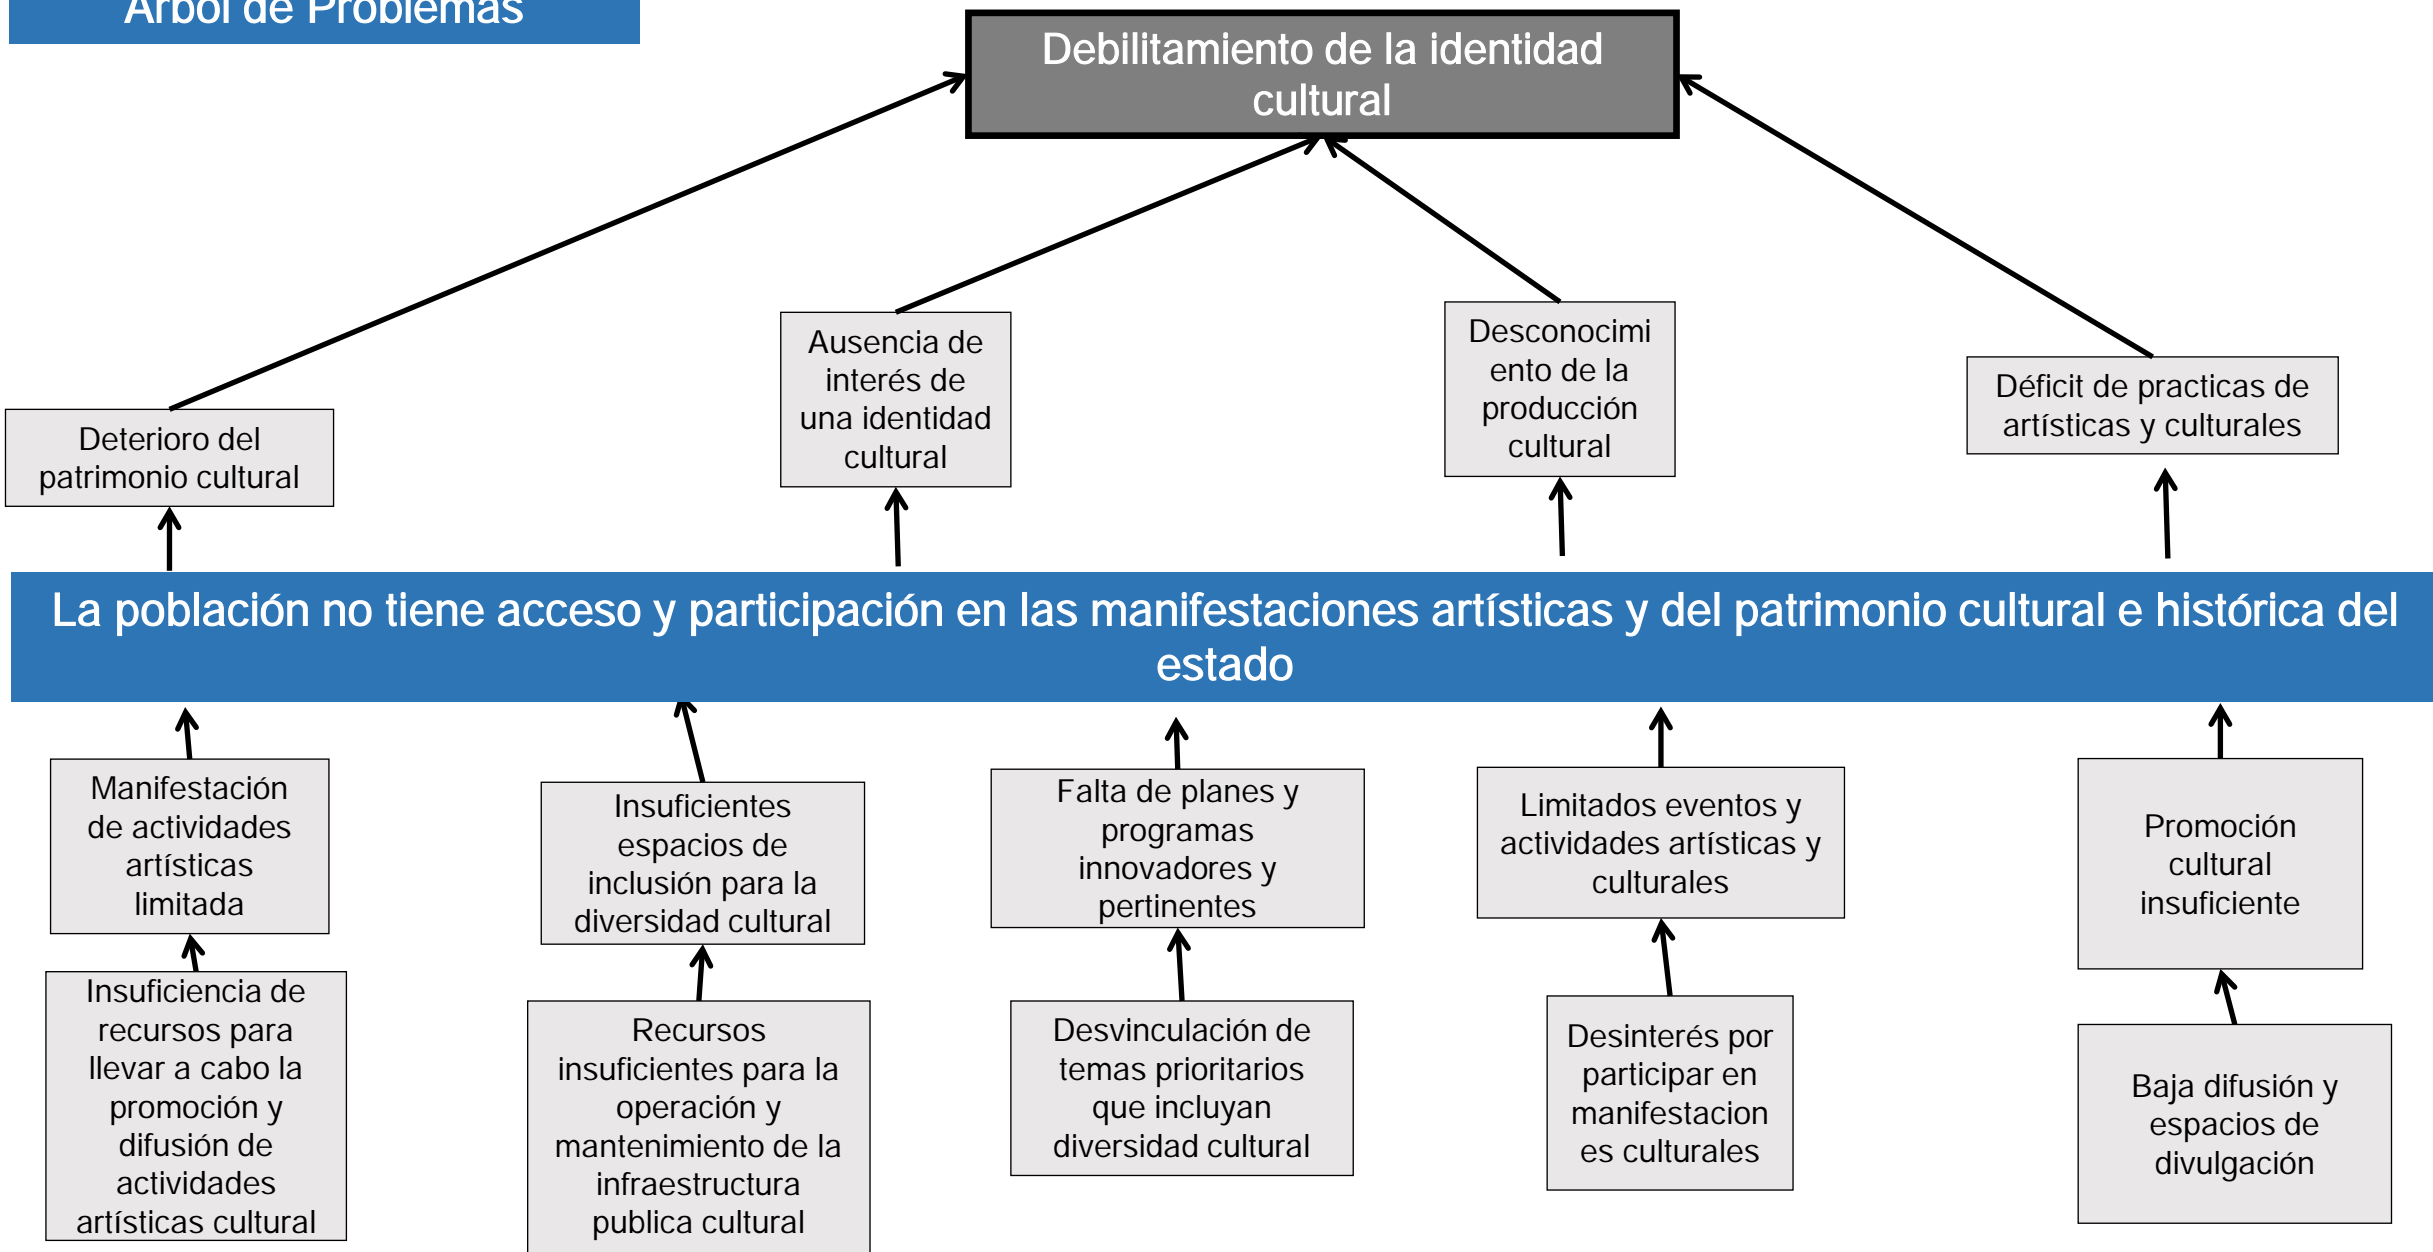 Árbol de Problemas
Debilitamiento de la identidad
cultural
Ausencia de
interés de
una identidad
cultural
Desconocimi
ento de la
producción
cultural
Déficit de practicas de
artísticas y culturales
Deterioro del
patrimonio cultural
La población no tiene acceso y participación en las manifestaciones artísticas y del patrimonio cultural e histórica del
estado
Manifestación
de actividades
artísticas
limitada
Insuficientes
espacios de
inclusión para la
diversidad cultural
Falta de planes y
programas
innovadores y
pertinentes
Limitados eventos y
actividades artísticas y
culturales
Promoción
cultural
insuficiente
Insuficiencia de
recursos para
llevar a cabo la
promoción y
difusión de
actividades
artísticas cultural
Recursos
insuficientes para la
operación y
mantenimiento de la
infraestructura
publica cultural
Desvinculación de
temas prioritarios
que incluyan
diversidad cultural
Desinterés por
participar en
manifestacion
es culturales
Baja difusión y
espacios de
divulgación